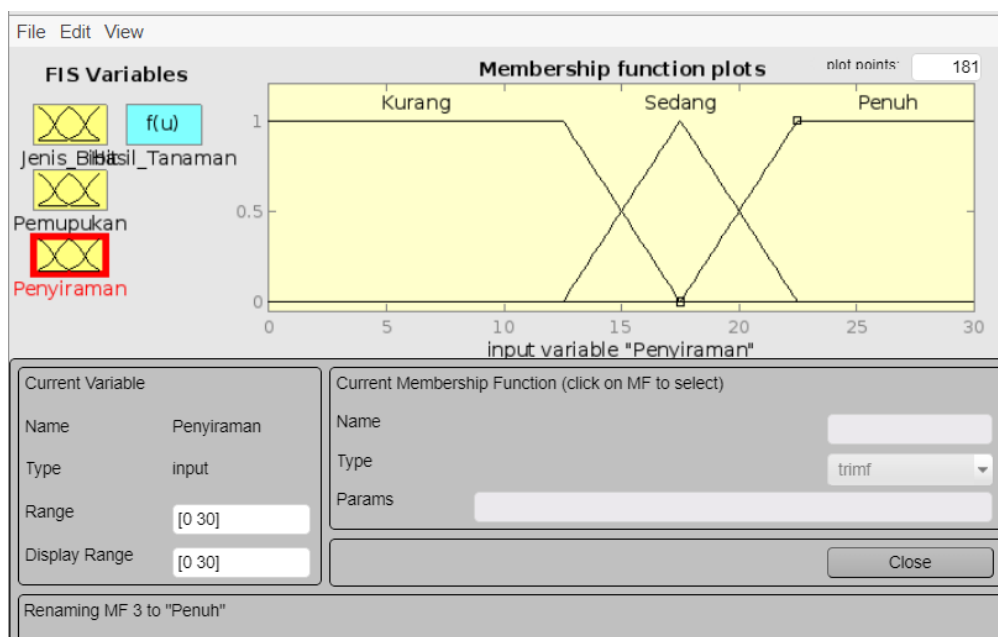 File Edit View
FIS Variables
Membership function plots
plot points:
181
f(u)
Jenis_Bibit
Hasil_Tanaman
Pemupukan
Penyiraman
Kurang
Sedang
Penuh
1
0.5
0
0 5 10 15 20 25 30
input variable "Penyiraman"
Current Variable
Name Penyiraman
Type input
Range [0 30]
Display Range [0 30]
Current Membership Function (click on MF to select)
Name
Type trimf
Params
Close
Renaming MF 3 to "Penuh"